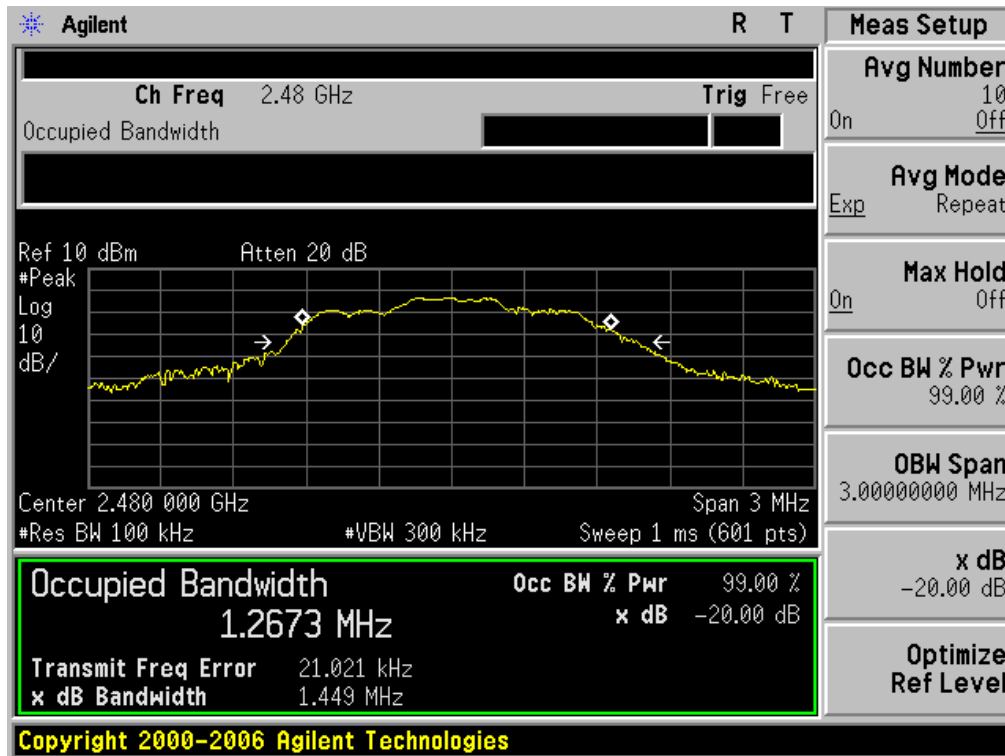 Agilent R T
Ch Freq 2.48 GHz Trig Free
Occupied Bandwidth
Ref 10 dBm Atten 20 dB
#Peak
Log
10
dB/
Center 2.480 000 GHz Span 3 MHz
#Res BW 100 kHz #VBW 300 kHz Sweep 1 ms (601 pts)
Occupied Bandwidth Occ BW % Pwr 99.00 %
1.2673 MHz x dB -20.00 dB
Transmit Freq Error 21.021 kHz
x dB Bandwidth 1.449 MHz
Copyright 2000-2006 Agilent Technologies
Meas Setup
Avg Number
10
On Off
Avg Mode
Exp Repeat
Max Hold
On Off
Occ BW % Pwr
99.00 %
OBW Span
3.00000000 MHz
x dB
-20.00 dB
Optimize
Ref Level